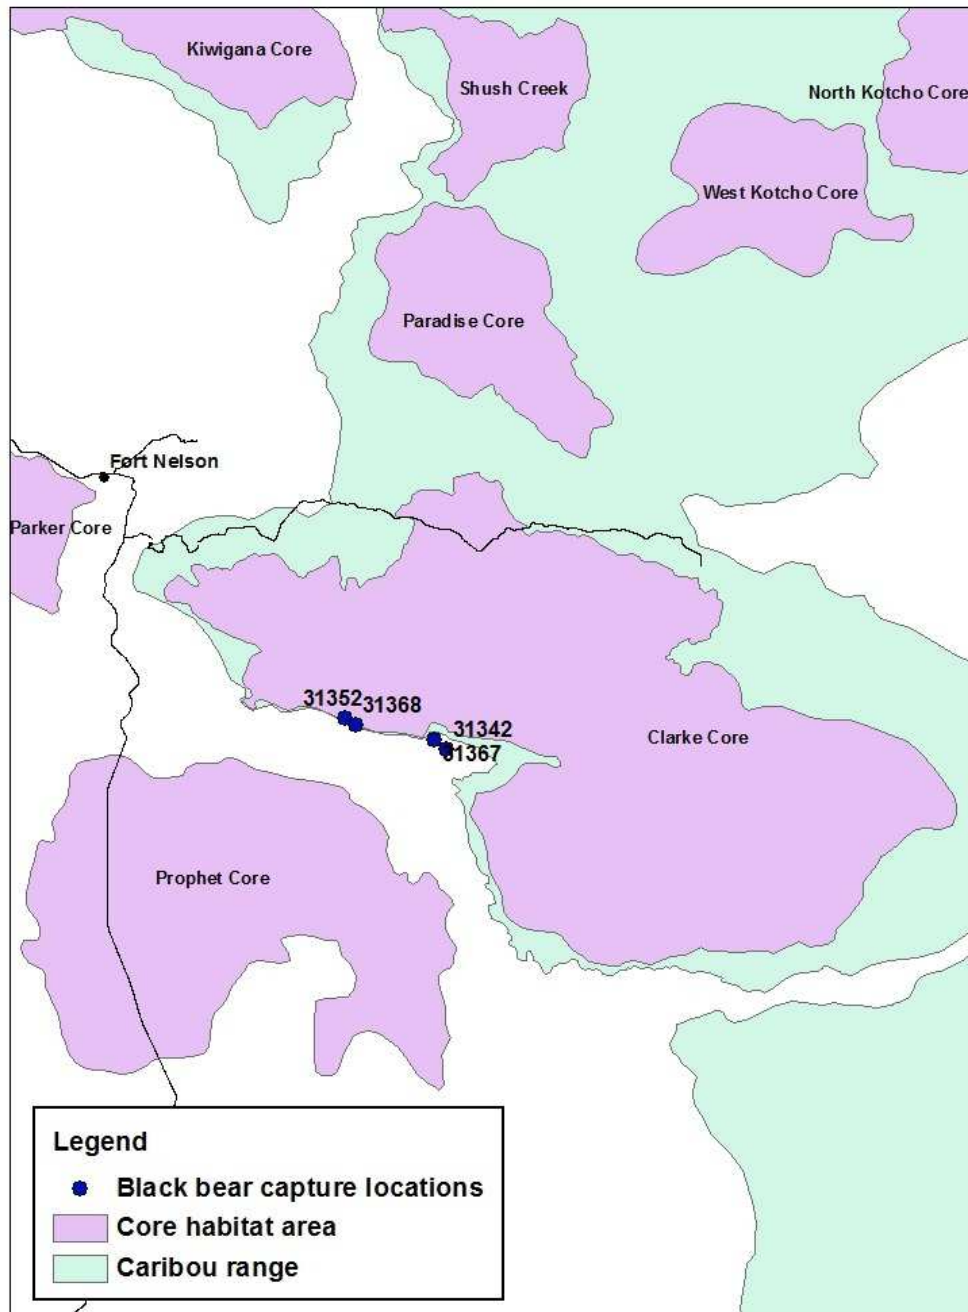 Kiwigana Core
Shush Creek
North Kotcho Core
West Kotcho Core
Paradise Core
Fort Nelson
Parker Core
31352
31368
31342
31367
Clarke Core
Prophet Core
Legend
Black bear capture locations
Core habitat area
Caribou range